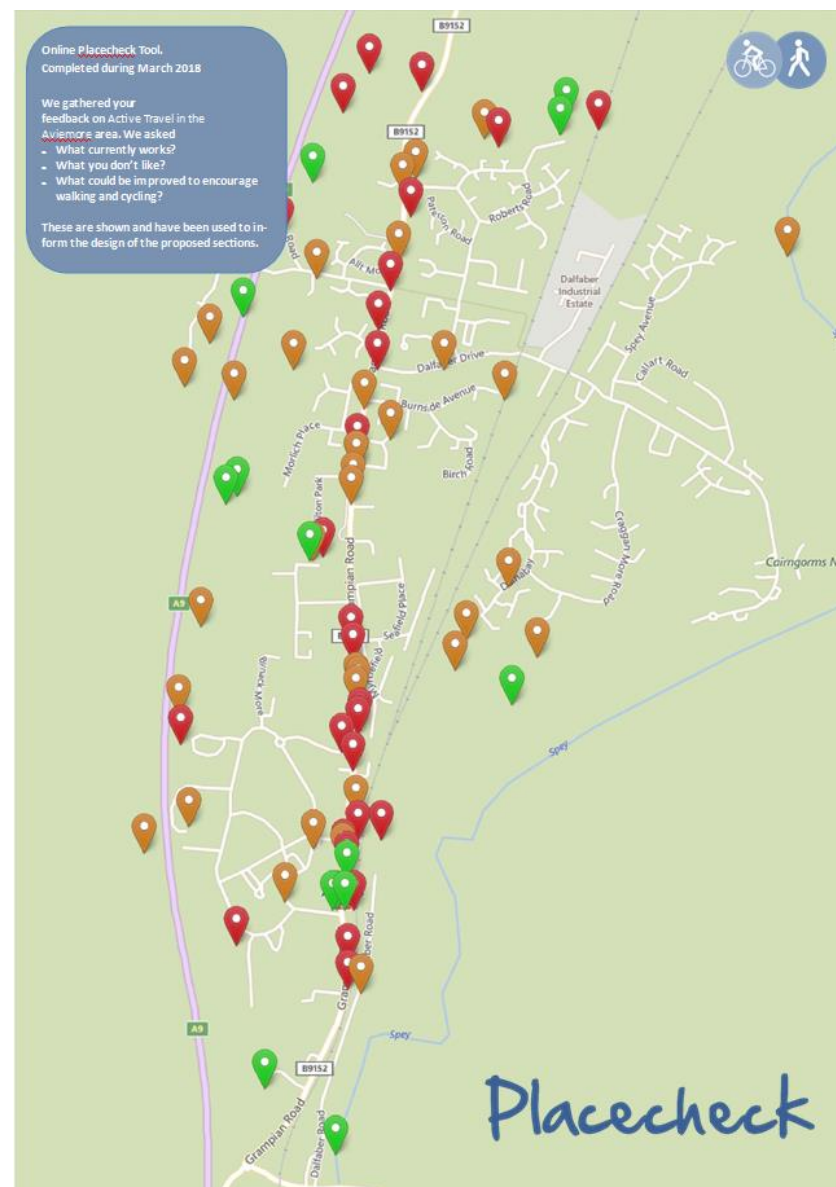 Online Placecheck Tool.
Completed during March 2018
We gathered your
feedback on Active Travel in the
Aviemore area. We asked
- What currently works?
- What you don't like?
- What could be improved to encourage
walking and cycling?
These are shown and have been used to in-
form the design of the proposed sections.
B9152
B9152
Roberts Road
Paterson Road
Road
Allt Mo
Dalfaber
Industrial
Estate
Spey Avenue
Callart Road
Dalfaber Drive
Burnside Avenue
Morlich Place
Birch
Craggan More Road
Cairngorms N
Grampian Road
Seafield Place
A9
Spey
A9
Spey
B9152
Grampian Road
Dalfaber Road
Placecheck